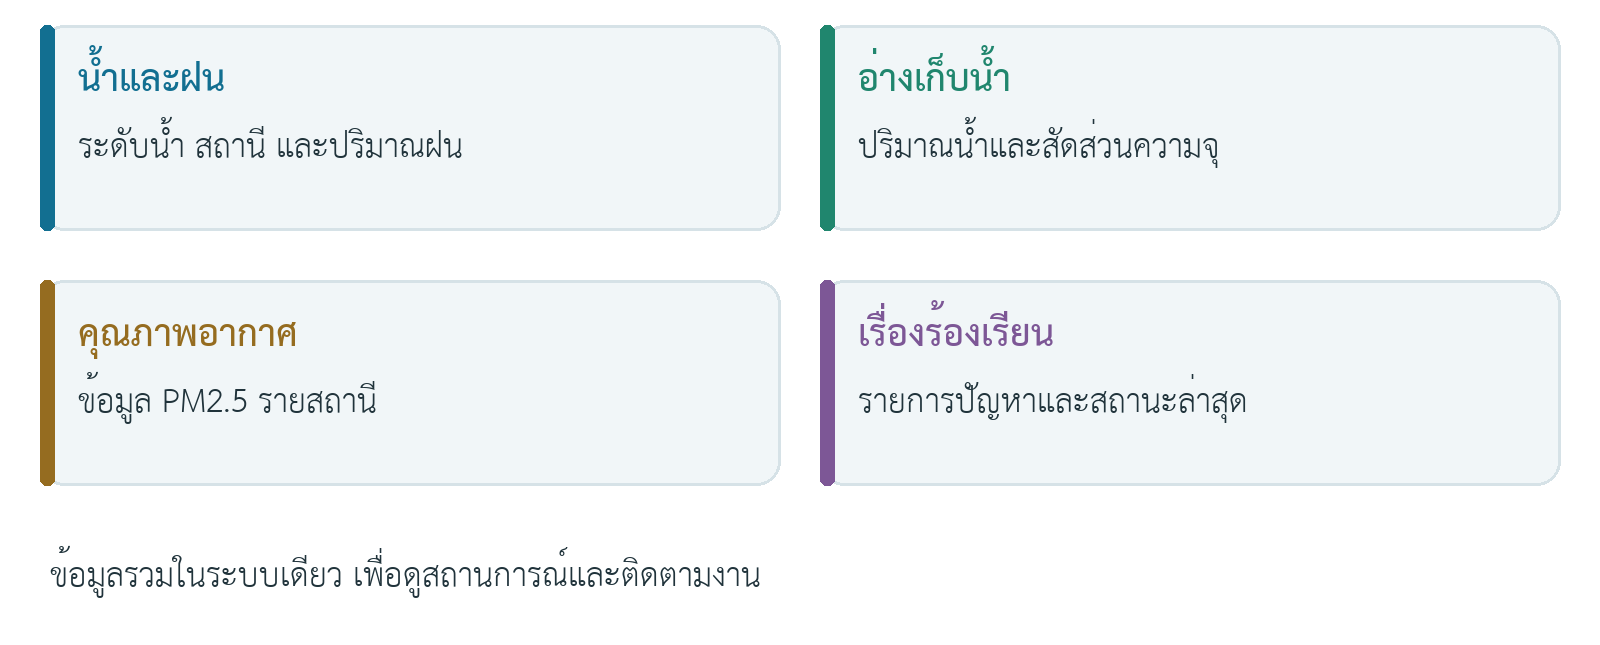 น้ำและฝน
ระดับน้ำ สถานี และปริมาณฝน
อ่างเก็บน้ำ
ปริมาณน้ำและสัดส่วนความจุ
คุณภาพอากาศ
ข้อมูล PM2.5 รายสถานี
เรื่องร้องเรียน
รายการปัญหาและสถานะล่าสุด
ข้อมูลรวมในระบบเดียว เพื่อดูสถานการณ์และติดตามงาน